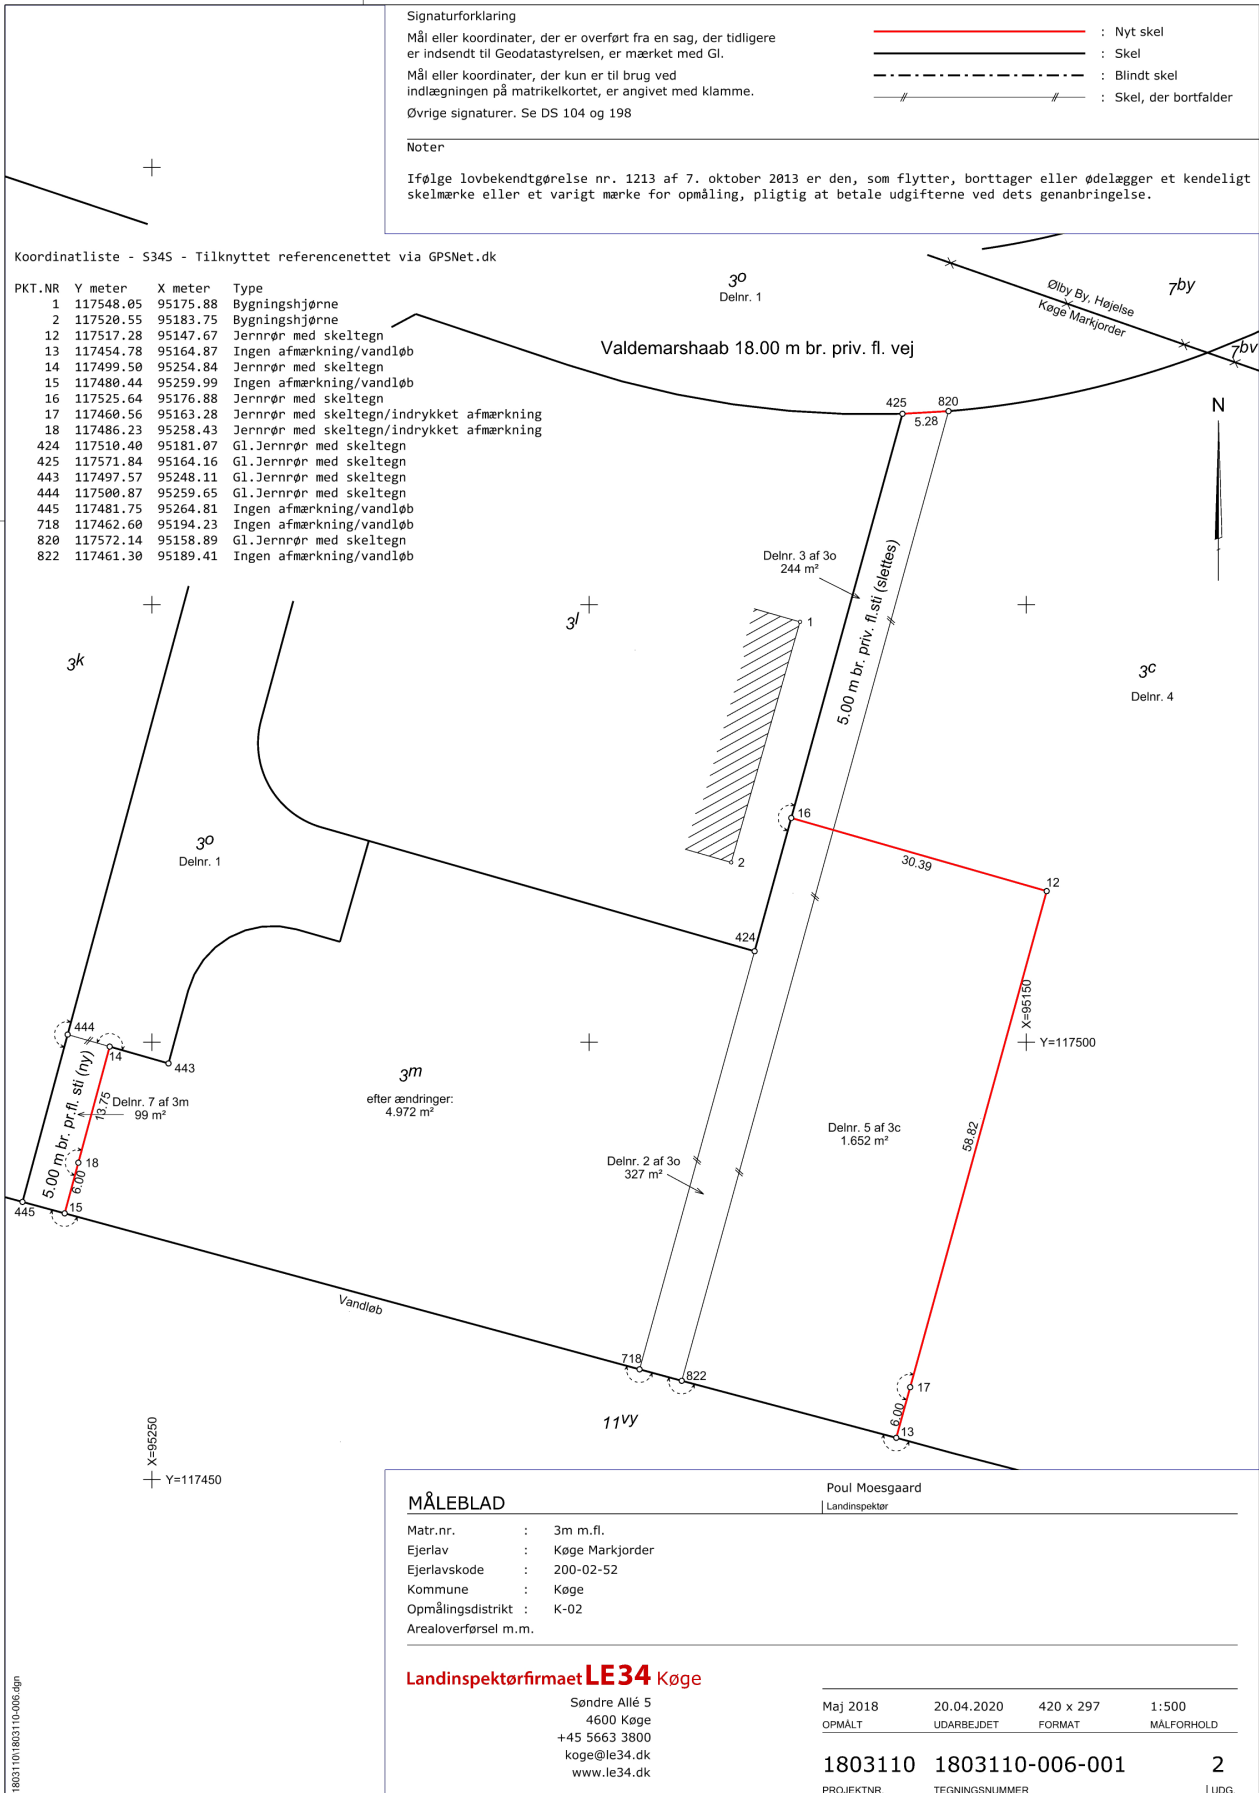 Signaturforklaring
Mål eller koordinater, der er overført fra en sag, der tidligere
er indsendt til Geodatastyrelsen, er mærket med Gl.
Mål eller koordinater, der kun er til brug ved
indlægningen på matrikelkortet, er angivet med klamme.
Øvrige signaturer. Se DS 104 og 198
: Nyt skel
: Skel
: Blindt skel
: Skel, der bortfalder
Noter
Ifølge lovbekendtgørelse nr. 1213 af 7. oktober 2013 er den, som flytter, borttager eller ødelægger et kendeligt
skelmærke eller et varigt mærke for opmåling, pligtig at betale udgifterne ved dets genanbringelse.
Koordinatliste - S34S - Tilknyttet referencenettet via GPSNet.dk
PKT.NR Y meter X meter Type
1 117548.05 95175.88 Bygningshjørne
2 117520.55 95183.75 Bygningshjørne
12 117517.28 95147.67 Jernrør med skeltegn
13 117454.78 95164.87 Ingen afmærkning/vandløb
14 117499.50 95254.84 Jernrør med skeltegn
15 117480.44 95259.99 Ingen afmærkning/vandløb
16 117525.64 95176.88 Jernrør med skeltegn
17 117460.56 95163.28 Jernrør med skeltegn/indrykket afmærkning
18 117486.23 95258.43 Jernrør med skeltegn/indrykket afmærkning
424 117510.40 95181.07 Gl.Jernrør med skeltegn
425 117571.84 95164.16 Gl.Jernrør med skeltegn
443 117497.57 95248.11 Gl.Jernrør med skeltegn
444 117500.87 95259.65 Gl.Jernrør med skeltegn
445 117481.75 95264.81 Ingen afmærkning/vandløb
718 117462.60 95194.23 Ingen afmærkning/vandløb
820 117572.14 95158.89 Gl.Jernrør med skeltegn
822 117461.30 95189.41 Ingen afmærkning/vandløb
3o
Delnr. 1
Ølby By, Højelse
Køge Markjorder
7by
7bv
Valdemarshaab 18.00 m br. priv. fl. vej
425
820
5.28
N
Delnr. 3 af 3o
244 m²
5.00 m br. priv. fl.sti (slettes)
3l
1
3k
3c
Delnr. 4
16
3o
Delnr. 1
2
30.39
12
424
X=95150
Y=117500
444
14
443
3m
efter ændringer:
4.972 m²
5.00 m br. pr.fl. sti (ny)
13.75
Delnr. 7 af 3m
99 m²
Delnr. 5 af 3c
1.652 m²
58.82
18
6.00
Delnr. 2 af 3o
327 m²
445
15
Vandløb
718
822
17
6.00
13
11vy
X=95250
Y=117450
MÅLEBLAD
Poul Moesgaard
Landinspektør
Matr.nr. : 3m m.fl.
Ejerlav : Køge Markjorder
Ejerlavskode : 200-02-52
Kommune : Køge
Opmålingsdistrikt : K-02
Arealoverførsel m.m.
Landinspektørfirmaet LE34 Køge
Søndre Allé 5
4600 Køge
+45 5663 3800
koge@le34.dk
www.le34.dk
Maj 2018 20.04.2020 420 x 297 1:500
OPMÅLT UDARBEJDET FORMAT MÅLFORHOLD
1803110 1803110-006-001 2
PROJEKTNR. TEGNINGSNUMMER UDG.
1803110\1803110-006.dgn